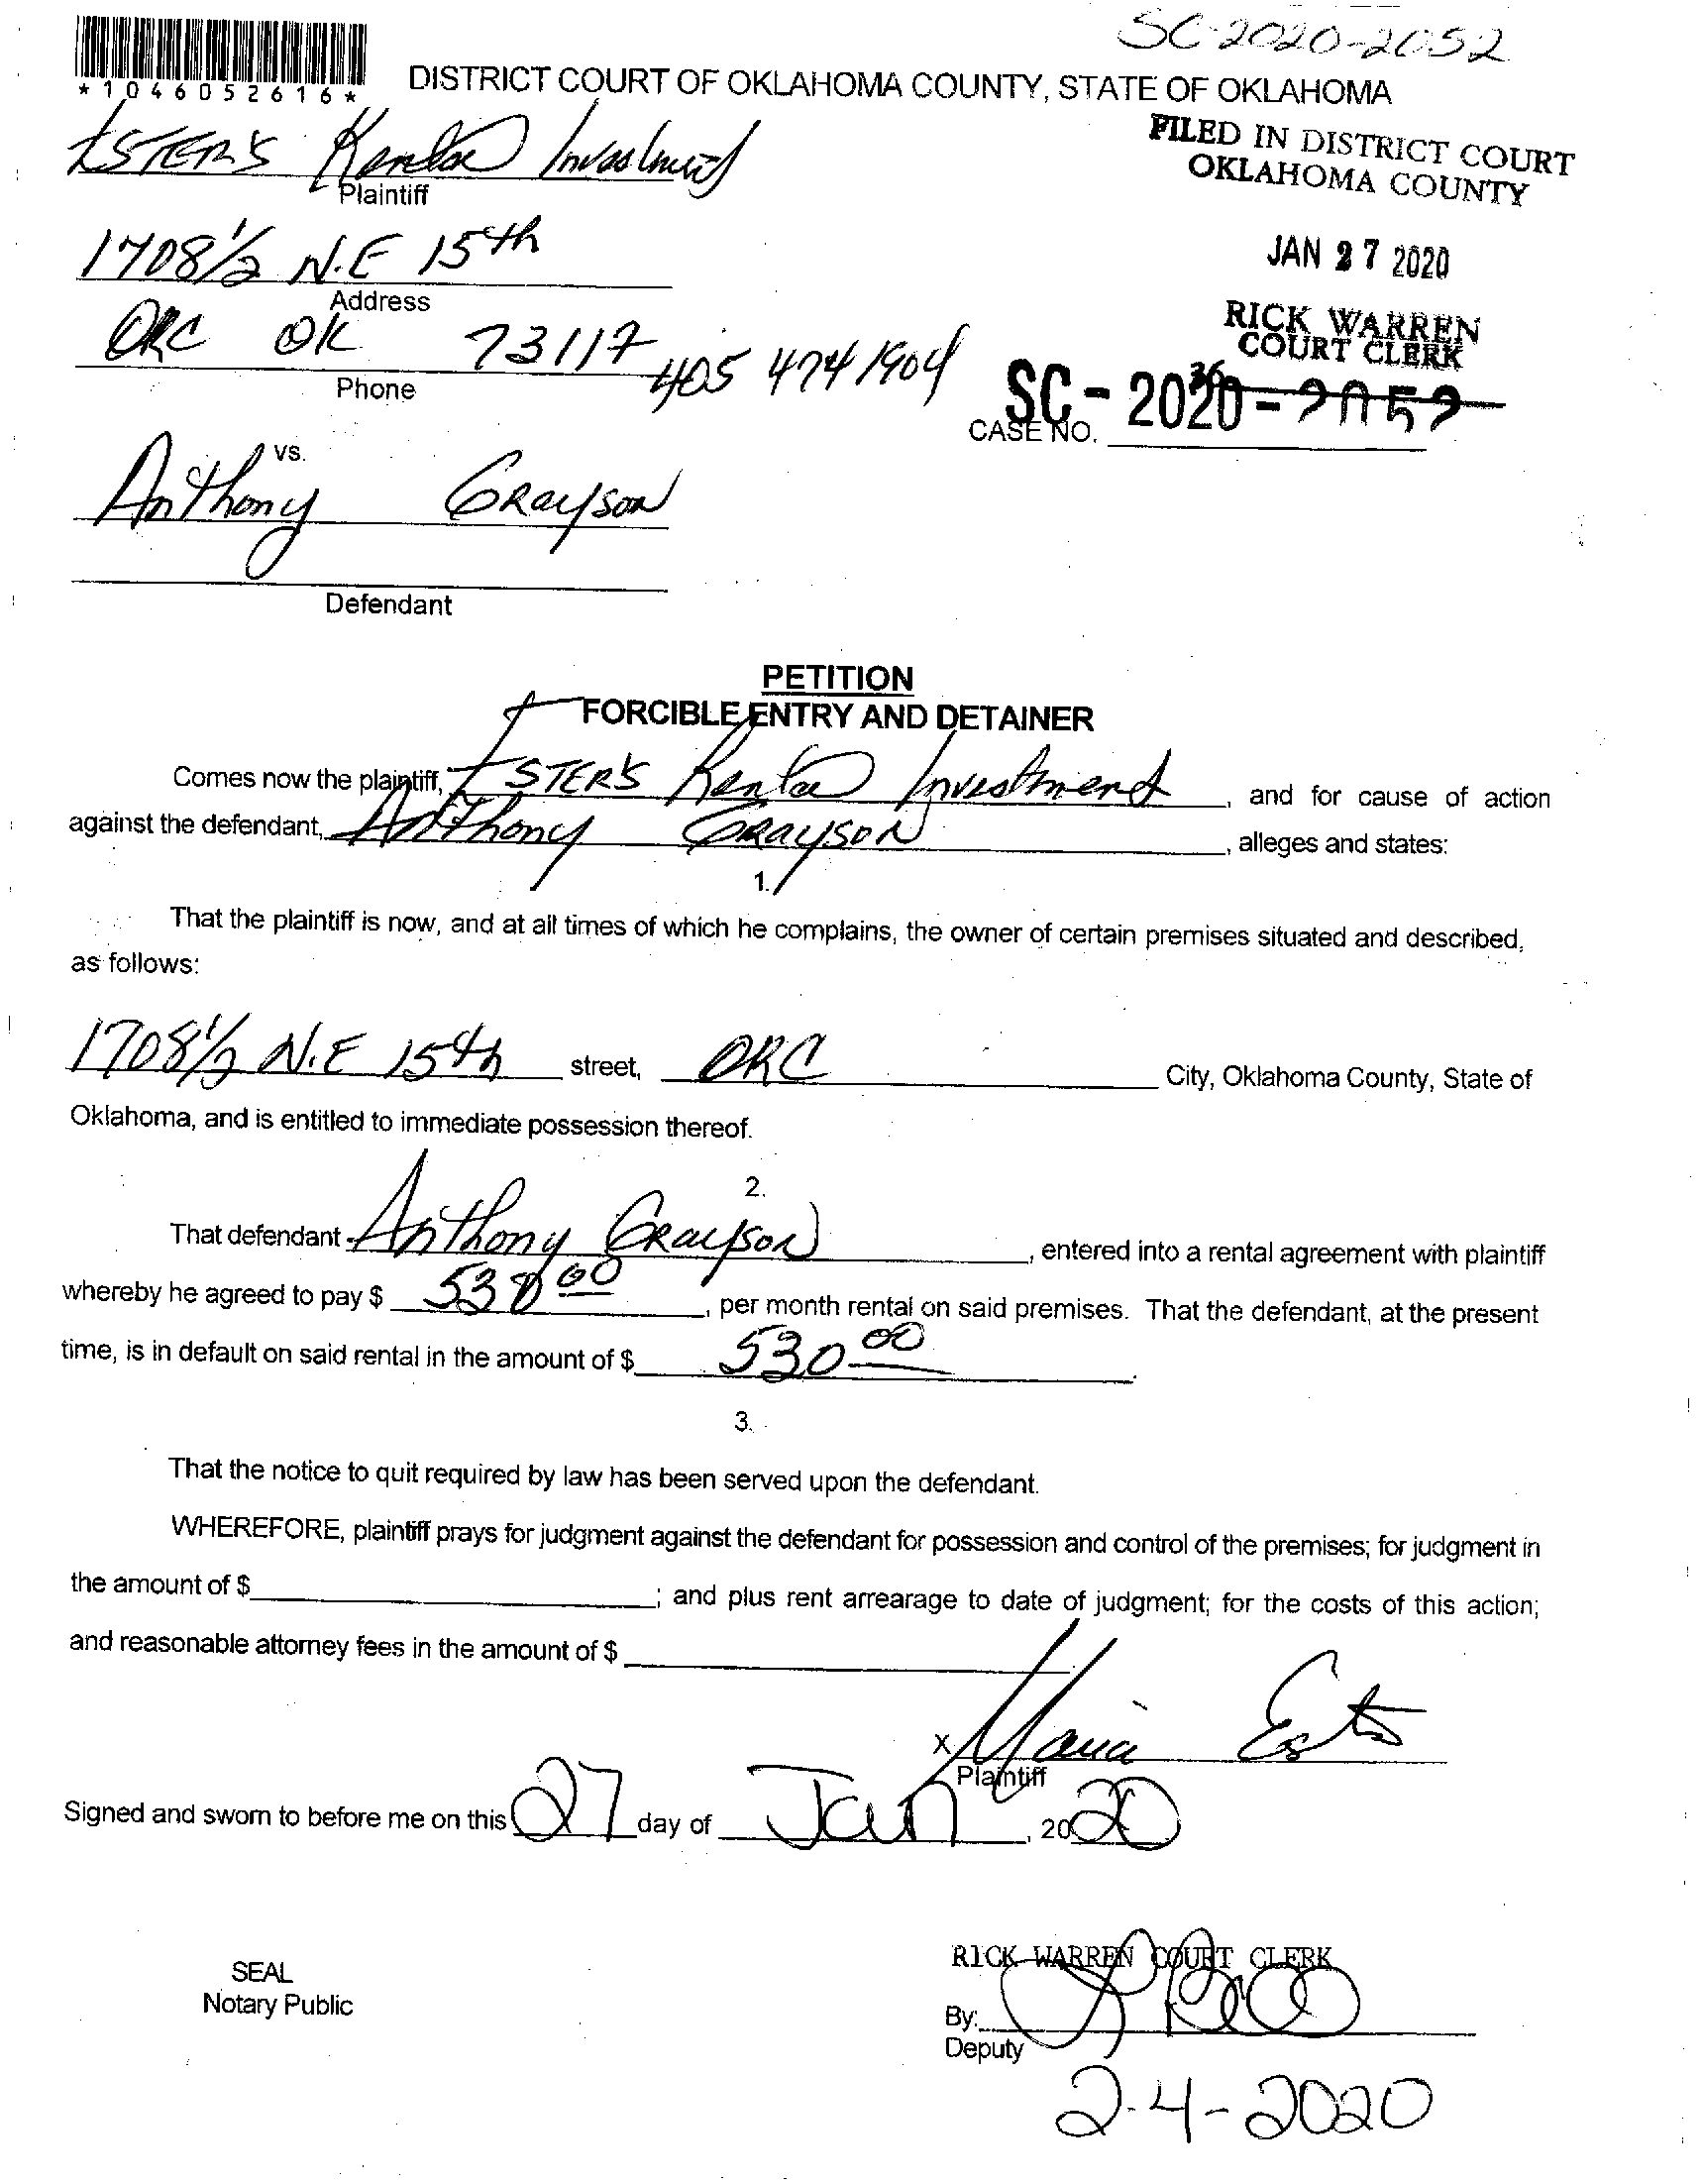 SC-2020-2052
*1046052616*
DISTRICT COURT OF OKLAHOMA COUNTY, STATE OF OKLAHOMA
FILED IN DISTRICT COURT
OKLAHOMA COUNTY
ESTER'S Rental Investment
Plaintiff
1708 1/2 N.E 15th
Address
JAN 27 2020
RICK WARREN
COURT CLERK
OKC OK 73117 405 474 1904
Phone
36
SC - 2020 - 2052
CASE NO.
vs.
Anthony Grayson
Defendant
PETITION
FORCIBLE ENTRY AND DETAINER
Comes now the plaintiff, ESTER'S Rental Investment, and for cause of action
against the defendant, Anthony Grayson, alleges and states:
1.
That the plaintiff is now, and at all times of which he complains, the owner of certain premises situated and described,
as follows:
1708 1/2 N.E 15th street, OKC City, Oklahoma County, State of
Oklahoma, and is entitled to immediate possession thereof.
2.
That defendant Anthony Grayson, entered into a rental agreement with plaintiff
whereby he agreed to pay $ 530 00, per month rental on said premises. That the defendant, at the present
time, is in default on said rental in the amount of $ 530 00.
3.
That the notice to quit required by law has been served upon the defendant.
WHEREFORE, plaintiff prays for judgment against the defendant for possession and control of the premises; for judgment in
the amount of $ ; and plus rent arrearage to date of judgment; for the costs of this action;
and reasonable attorney fees in the amount of $
x Maria
Plaintiff
Signed and sworn to before me on this 27 day of Jan, 2020
SEAL
Notary Public
RICK WARREN COURT CLERK
By:
Deputy
2-4-2020